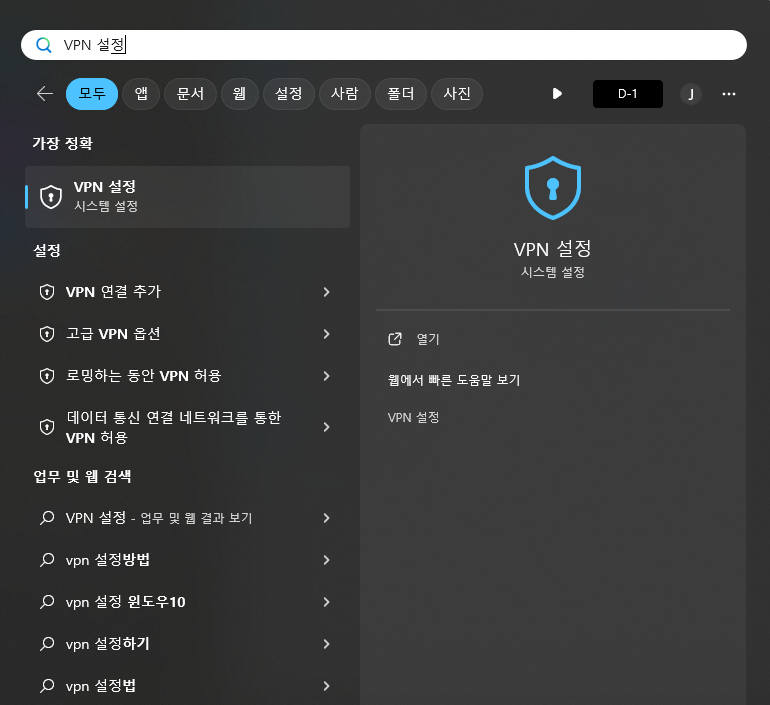 VPN 설정
모두
앱
문서
웹
설정
사람
폴더
사진
D-1
J
가장 정확
VPN 설정
시스템 설정
설정
VPN 연결 추가
고급 VPN 옵션
로밍하는 동안 VPN 허용
데이터 통신 연결 네트워크를 통한
VPN 허용
업무 및 웹 검색
VPN 설정 - 업무 및 웹 결과 보기
vpn 설정방법
vpn 설정 윈도우10
vpn 설정하기
vpn 설정법
VPN 설정
시스템 설정
열기
웹에서 빠른 도움말 보기
VPN 설정